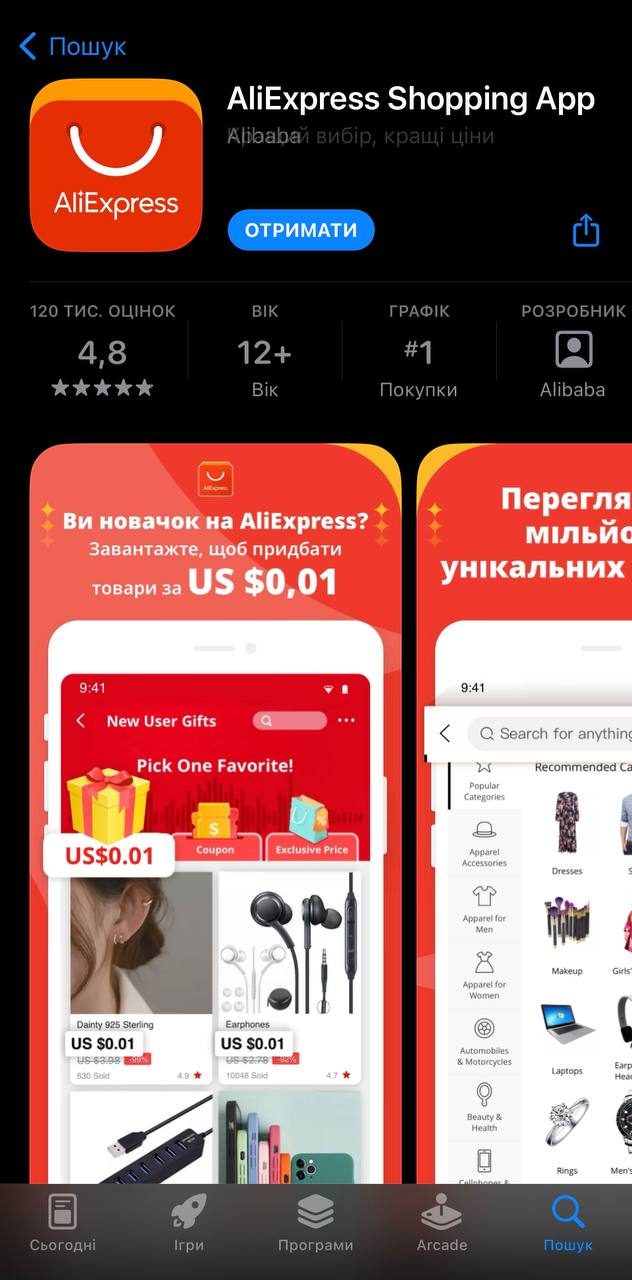 Пошук
AliExpress
AliExpress Shopping App
Alibaba
вибір, кращі ціни
ОТРИМАТИ
120 ТИС. ОЦІНОК
4,8
ВІК
12+
Вік
ГРАФІК
#1
Покупки
РОЗРОБНИК
Alibaba
AliExpress
Ви новачок на AliExpress?
Завантажте, щоб придбати
товари за US $0,01
9:41
New User Gifts
Pick One Favorite!
US$0.01
$
%
Coupon
Exclusive Price
Dainty 925 Sterling
US $0.01
US $3.98 -99%
630 Sold
4.9
Earphones
US $0.01
US $2.78 -92%
10048 Sold
4.7
Перегля
мільйо
унікальних
9:41
Search for anything
Popular
Categories
Recommended Ca
Apparel
Accessories
Apparel for
Men
Apparel for
Women
Automobiles
& Motorcycles
Beauty &
Health
Cellphones &
Dresses
S
Makeup
Girls'
Laptops
Earp
Head
Rings
Men's
Сьогодні
Ігри
Програми
Arcade
Пошук